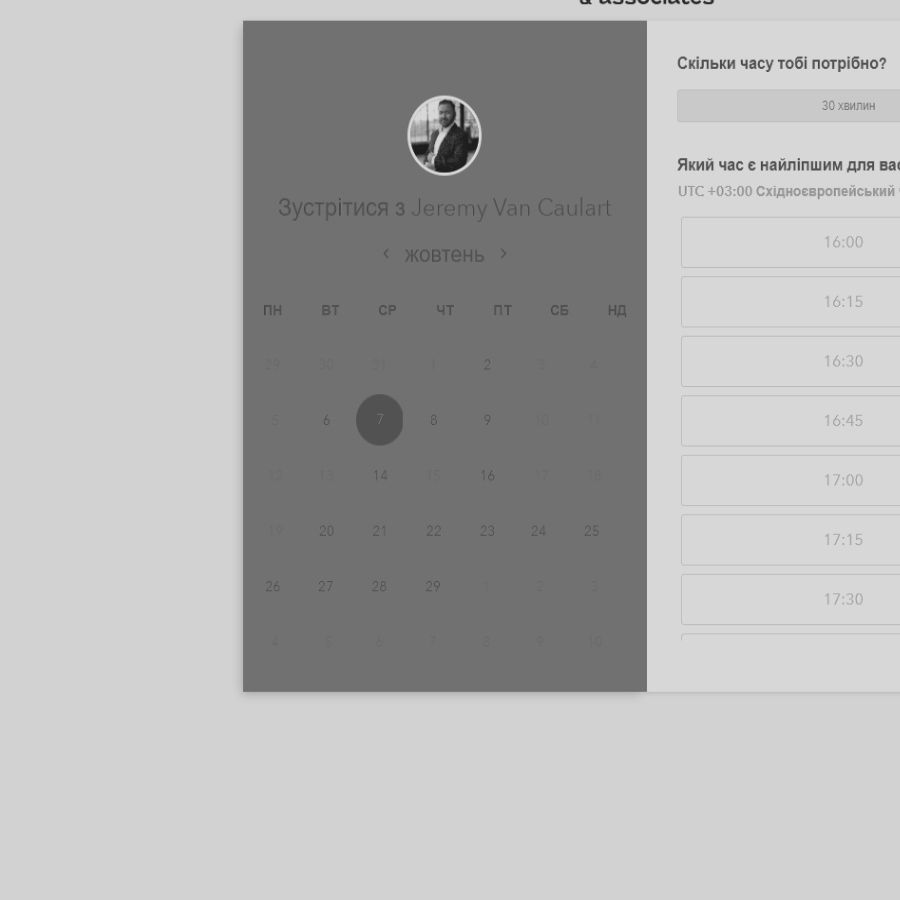 & associates
Зустрітися з Jeremy Van Caulart
‹ жовтень ›
ПН ВТ СР ЧТ ПТ СБ НД
29 30 31 1 2 3 4
5 6 7 8 9 10 11
12 13 14 15 16 17 18
19 20 21 22 23 24 25
26 27 28 29 1 2 3
4 5 6 7 8 9 10
Скільки часу тобі потрібно?
30 хвилин
Який час є найліпшим для вас
UTC +03:00 Східноєвропейський
16:00
16:15
16:30
16:45
17:00
17:15
17:30